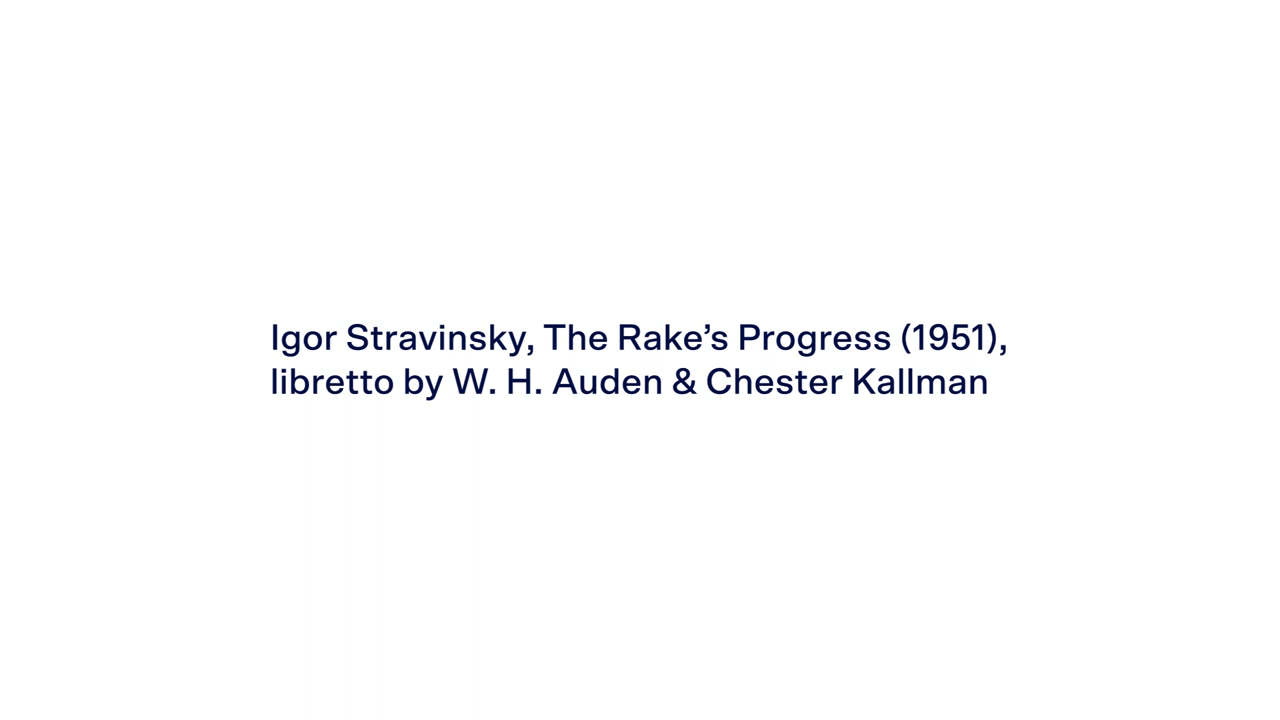 Igor Stravinsky, The Rake’s Progress (1951),
libretto by W. H. Auden & Chester Kallman